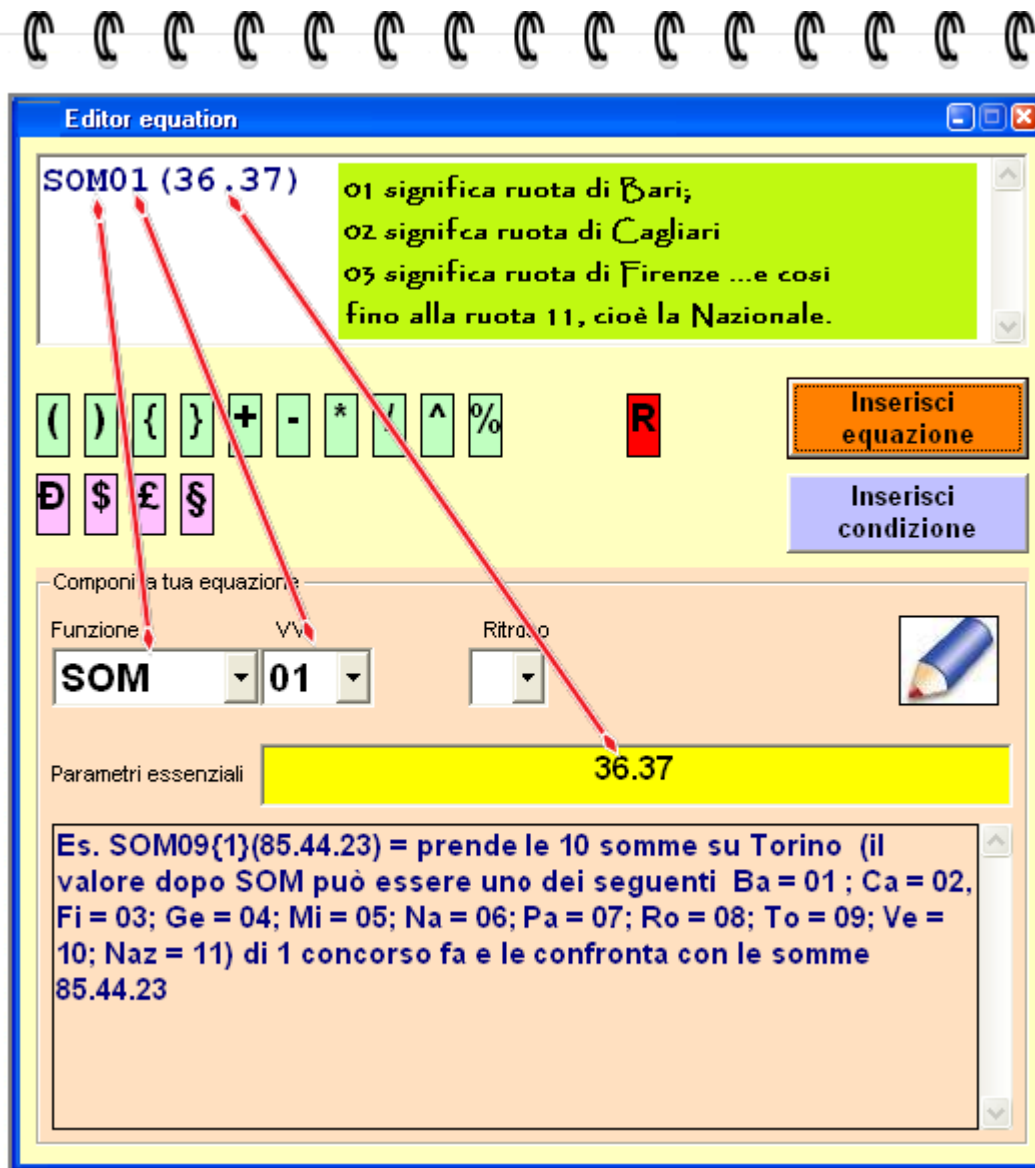 Editor equation
SOM01(36.37)
01 significa ruota di Bari;
02 signifca ruota di Cagliari
03 significa ruota di Firenze ...e cosi
fino alla ruota 11, cioè la Nazionale.
( ) { } + - * / ^ % R
Inserisci
equazione
Đ $ £ §
Inserisci
condizione
Componi la tua equazione
Funzione VV Ritroso
SOM 01
Parametri essenziali 36.37
Es. SOM09{1}(85.44.23) = prende le 10 somme su Torino (il
valore dopo SOM può essere uno dei seguenti Ba = 01 ; Ca = 02,
Fi = 03; Ge = 04; Mi = 05; Na = 06; Pa = 07; Ro = 08; To = 09; Ve =
10; Naz = 11) di 1 concorso fa e le confronta con le somme
85.44.23